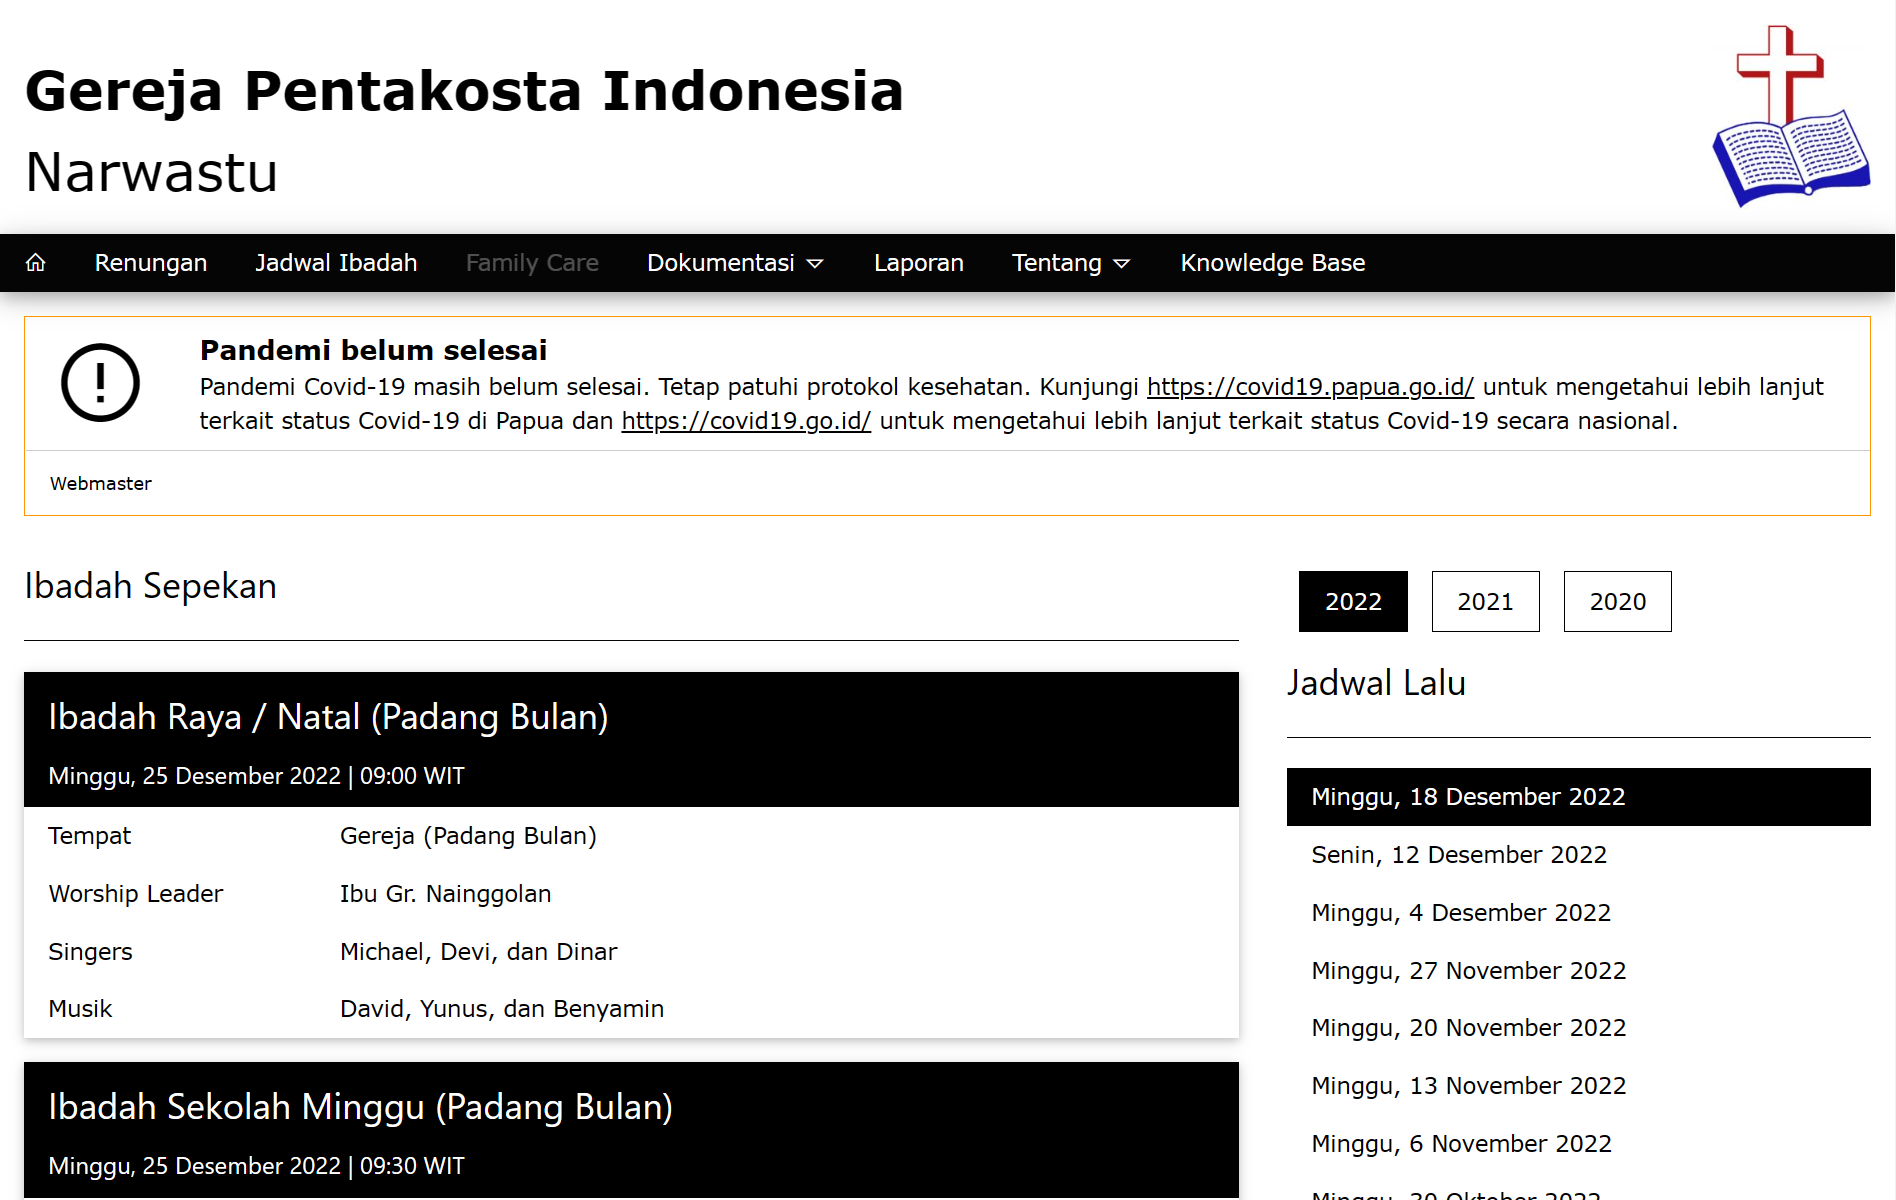 Gereja Pentakosta Indonesia
Narwastu
Renungan Jadwal Ibadah Family Care Dokumentasi Laporan Tentang Knowledge Base
Pandemi belum selesai
Pandemi Covid-19 masih belum selesai. Tetap patuhi protokol kesehatan. Kunjungi https://covid19.papua.go.id/ untuk mengetahui lebih lanjut
terkait status Covid-19 di Papua dan https://covid19.go.id/ untuk mengetahui lebih lanjut terkait status Covid-19 secara nasional.
Webmaster
Ibadah Sepekan
Ibadah Raya / Natal (Padang Bulan)
Minggu, 25 Desember 2022 | 09:00 WIT
Tempat Gereja (Padang Bulan)
Worship Leader Ibu Gr. Nainggolan
Singers Michael, Devi, dan Dinar
Musik David, Yunus, dan Benyamin
Ibadah Sekolah Minggu (Padang Bulan)
Minggu, 25 Desember 2022 | 09:30 WIT
2022 2021 2020
Jadwal Lalu
Minggu, 18 Desember 2022
Senin, 12 Desember 2022
Minggu, 4 Desember 2022
Minggu, 27 November 2022
Minggu, 20 November 2022
Minggu, 13 November 2022
Minggu, 6 November 2022
Minggu, 30 Oktober 2022